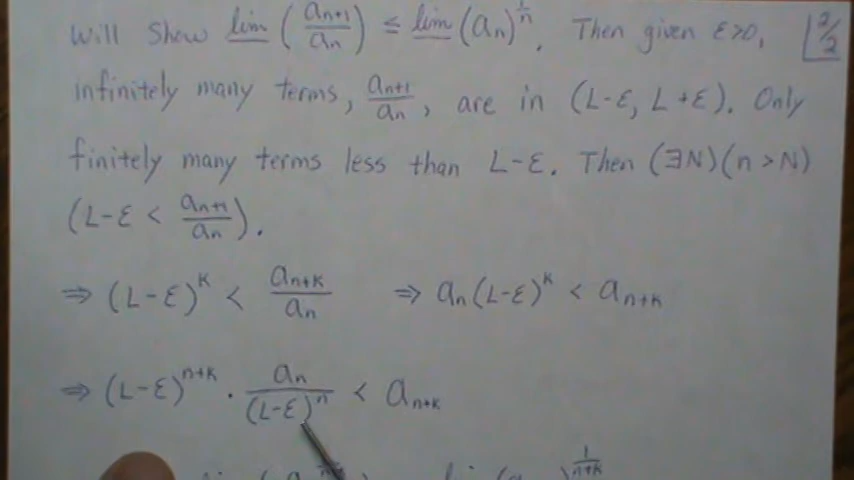 Will Show lim (aₙ₊₁/aₙ) ≤ lim (aₙ)^(1/n). Then given ε>0, 2/2
infinitely many terms, aₙ₊₁/aₙ, are in (L-ε, L+ε). Only
finitely many terms less than L-ε. Then (∃N)(n>N)
(L-ε < aₙ₊₁/aₙ).
⇒ (L-ε)^k < aₙ₊ₖ/aₙ ⇒ aₙ(L-ε)^k < aₙ₊ₖ
⇒ (L-ε)^(n+k) · aₙ/(L-ε)^n < aₙ₊ₖ
1/(n+k)